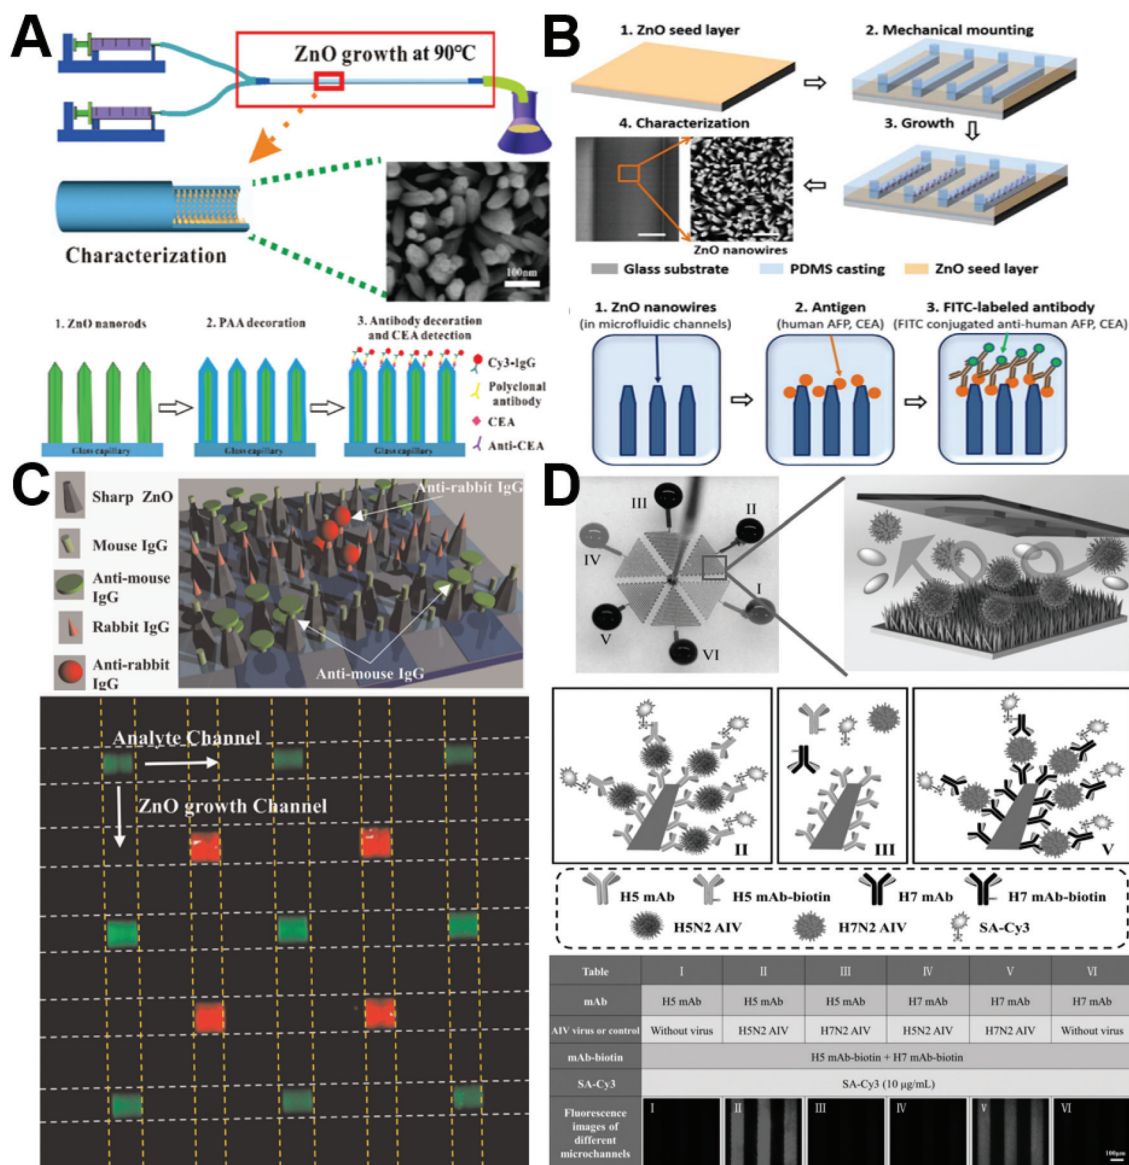 A
ZnO growth at 90℃
Characterization
100nm
1. ZnO nanorods
2. PAA decoration
3. Antibody decoration
and CEA detection
Cy3-IgG
Polyclonal
antibody
CEA
Anti-CEA
Glass capillary
Glass capillary
Glass capillary
B
1. ZnO seed layer
2. Mechanical mounting
4. Characterization
3. Growth
ZnO nanowires
Glass substrate
PDMS casting
ZnO seed layer
1. ZnO nanowires
(in microfluidic channels)
2. Antigen
(human AFP, CEA)
3. FITC-labeled antibody
(FITC conjugated anti-human AFP, CEA)
C
Sharp ZnO
Mouse IgG
Anti-mouse
IgG
Rabbit IgG
Anti-rabbit
IgG
Anti-rabbit IgG
Anti-mouse IgG
Analyte Channel
ZnO growth Channel
D
III
II
IV
I
V
VI
II
III
V
H5 mAb
H5 mAb-biotin
H7 mAb
H7 mAb-biotin
H5N2 AIV
H7N2 AIV
SA-Cy3
Table I II III IV V VI
mAb H5 mAb H5 mAb H5 mAb H7 mAb H7 mAb H7 mAb
AIV virus or control Without virus H5N2 AIV H7N2 AIV H5N2 AIV H7N2 AIV Without virus
mAb-biotin H5 mAb-biotin + H7 mAb-biotin
SA-Cy3 SA-Cy3 (10 μg/mL)
Fluorescence
images of
different
microchannels
I II III IV V VI
100μm